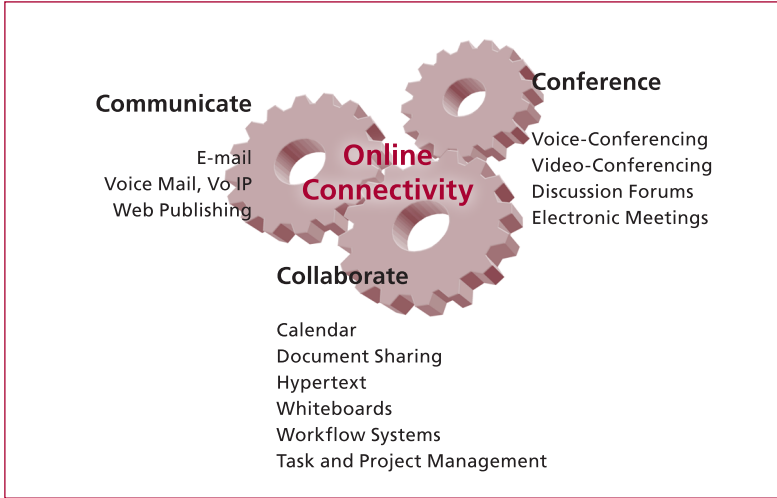 Communicate
E-mail
Voice Mail, Vo IP
Web Publishing
Online
Connectivity
Conference
Voice-Conferencing
Video-Conferencing
Discussion Forums
Electronic Meetings
Collaborate
Calendar
Document Sharing
Hypertext
Whiteboards
Workflow Systems
Task and Project Management